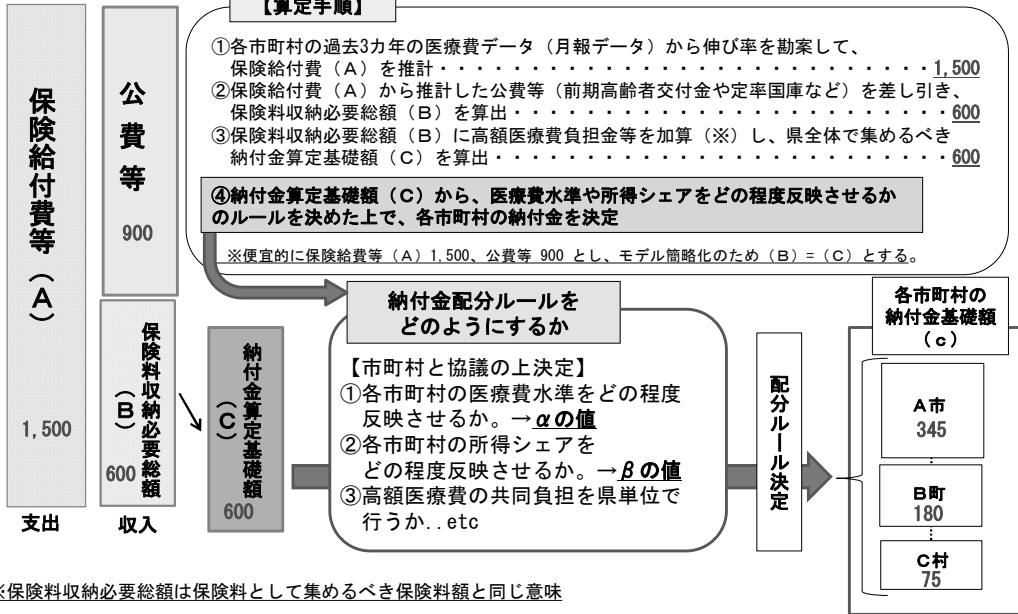 【算定手順】
①各市町村の過去3カ年の医療費データ（月報データ）から伸び率を勘案して、
保険給付費（A）を推計・・・・・・・・・・・・・・・・・・・・・・・・・・・・・1,500
②保険給付費（A）から推計した公費等（前期高齢者交付金や定率国庫など）を差し引き、
保険料収納必要総額（B）を算出・・・・・・・・・・・・・・・・・・・・・・・・・・600
③保険料収納必要総額（B）に高額医療費負担金等を加算（※）し、県全体で集めるべき
納付金算定基礎額（C）を算出・・・・・・・・・・・・・・・・・・・・・・・・・・・600
④納付金算定基礎額（C）から、医療費水準や所得シェアをどの程度反映させるか
のルールを決めた上で、各市町村の納付金を決定
※便宜的に保険給費等（A）1,500、公費等 900 とし、モデル簡略化のため（B）=（C）とする。
保険給付費等（A）
1,500
支出
公費等
900
保険料収納必要総額
（B）
600
収入
納付金算定基礎額
（C）
600
納付金配分ルールを
どのようにするか
【市町村と協議の上決定】
①各市町村の医療費水準をどの程度
反映させるか。→αの値
②各市町村の所得シェアを
どの程度反映させるか。→βの値
③高額医療費の共同負担を県単位で
行うか..etc
配分ルール決定
各市町村の
納付金基礎額
（c）
A市
345
B町
180
C村
75
※保険料収納必要総額は保険料として集めるべき保険料額と同じ意味